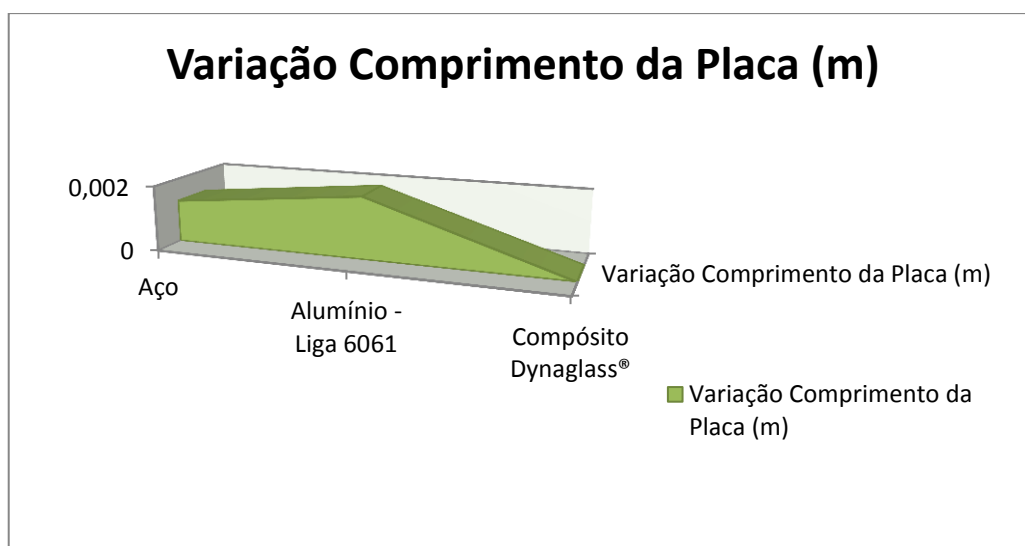 Variação Comprimento da Placa (m)
0,002
0
Aço
Alumínio -
Liga 6061
Compósito
Dynaglass®
Variação Comprimento da Placa (m)
Variação Comprimento da
Placa (m)